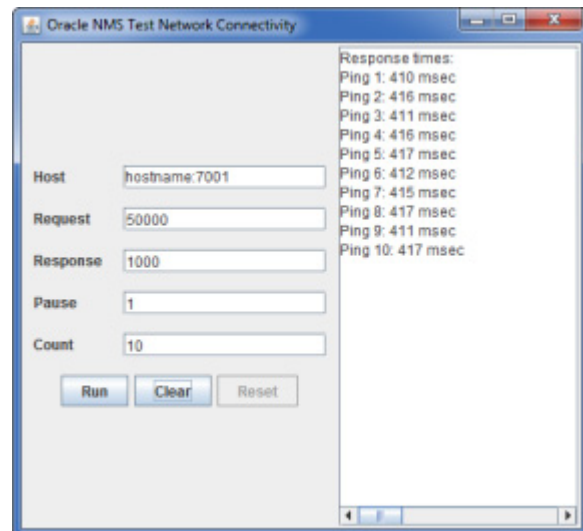 Oracle NMS Test Network Connectivity
Host
hostname:7001
Request
50000
Response
1000
Pause
1
Count
10
Run
Clear
Reset
Response times:
Ping 1: 410 msec
Ping 2: 416 msec
Ping 3: 411 msec
Ping 4: 416 msec
Ping 5: 417 msec
Ping 6: 412 msec
Ping 7: 415 msec
Ping 8: 417 msec
Ping 9: 411 msec
Ping 10: 417 msec